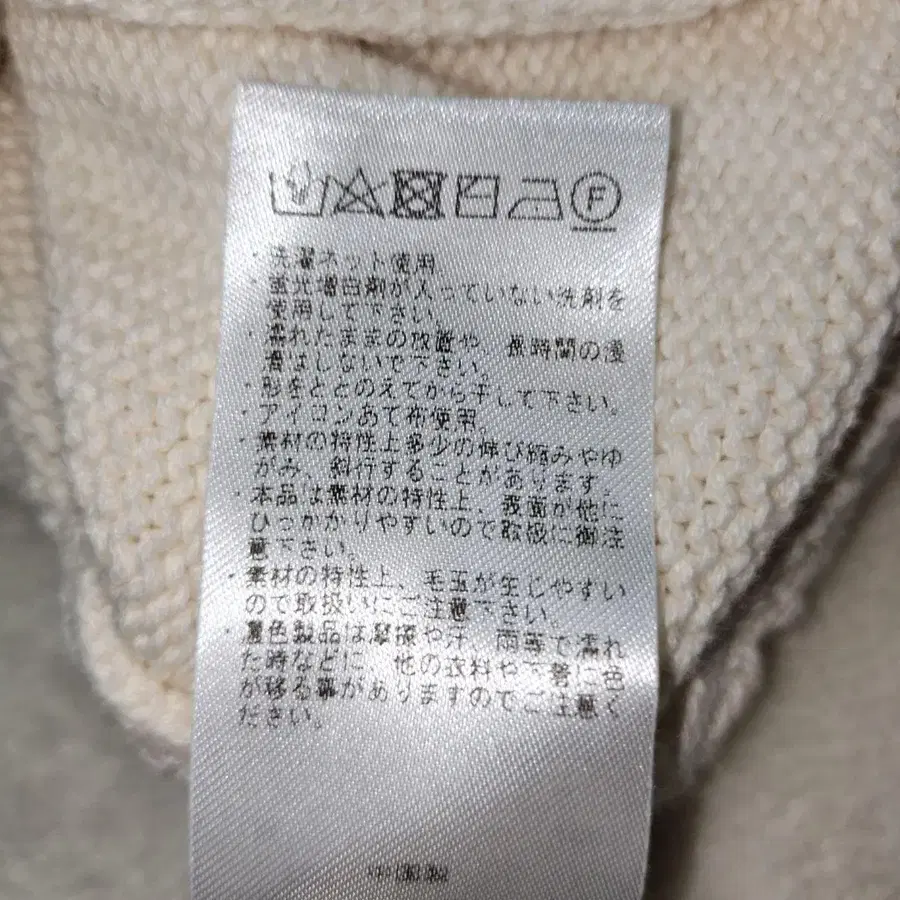 F
・洗濯ネット使用。
・蛍光増白剤が入っていない洗剤を
使用して下さい。
・濡れたままの放置や、長時間の浸
漬はしないで下さい。
・形をととのえてから干して下さい。
・アイロンあて布使用
・素材の特性上多少の伸び縮みやゆ
がみ、斜行することがあります。
・本品は素材の特性上、表面が他に
ひっかかりやすいので取扱に御注
意下さい。
・素材の特性上、毛玉が生じやすい
ので取扱いにご注意下さい。
・濃色製品は摩擦や汗、雨等で濡れ
た時などに、他の衣料や下着に色
が移る事がありますのでご注意く
ださい。
中国製